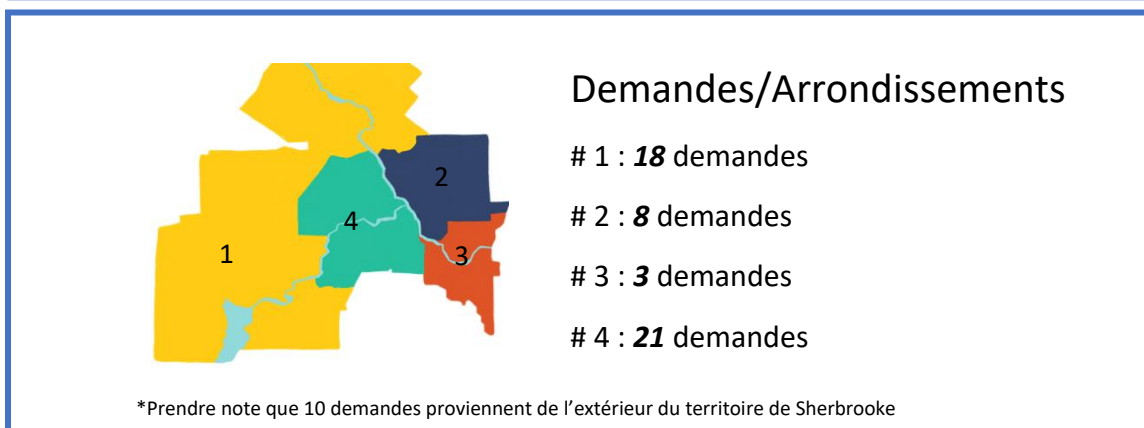 Demandes/Arrondissements
# 1 : 18 demandes
# 2 : 8 demandes
# 3 : 3 demandes
# 4 : 21 demandes
2
4
1
3
*Prendre note que 10 demandes proviennent de l’extérieur du territoire de Sherbrooke